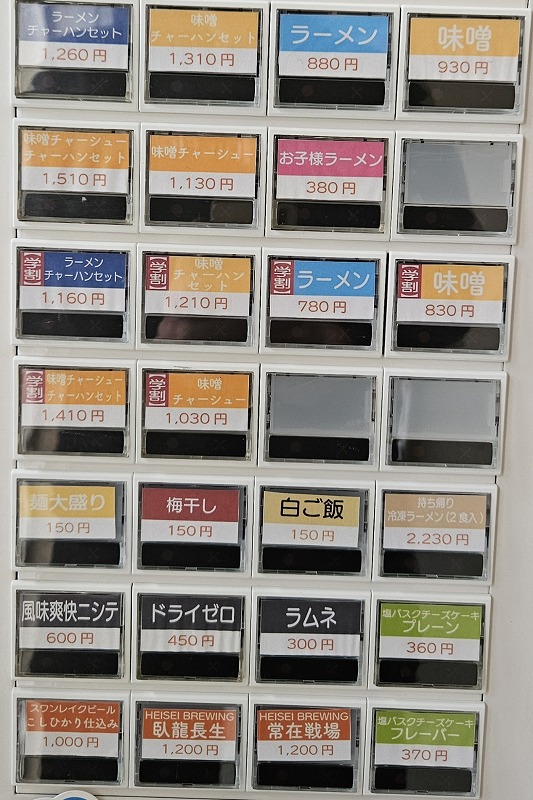 ラーメン
チャーハンセット
1,260円
味噌
チャーハンセット
1,310円
ラーメン
880円
味噌
930円
味噌チャーシュー
チャーハンセット
1,510円
味噌チャーシュー
1,130円
お子様ラーメン
380円
【学割】
ラーメン
チャーハンセット
1,160円
【学割】
味噌
チャーハン
セット
1,210円
【学割】
ラーメン
780円
【学割】
味噌
830円
【学割】
味噌チャーシュー
チャーハンセット
1,410円
【学割】
味噌
チャーシュー
1,030円
麺大盛り
150円
梅干し
150円
白ご飯
150円
持ち帰り
冷凍ラーメン(2食入)
2,230円
風味爽快ニシテ
600円
ドライゼロ
450円
ラムネ
300円
塩バスクチーズケーキ
プレーン
360円
スワンレイクビール
こしひかり仕込み
1,000円
HEISEI BREWING
臥龍長生
1,200円
HEISEI BREWING
常在戦場
1,200円
塩バスクチーズケーキ
フレーバー
370円